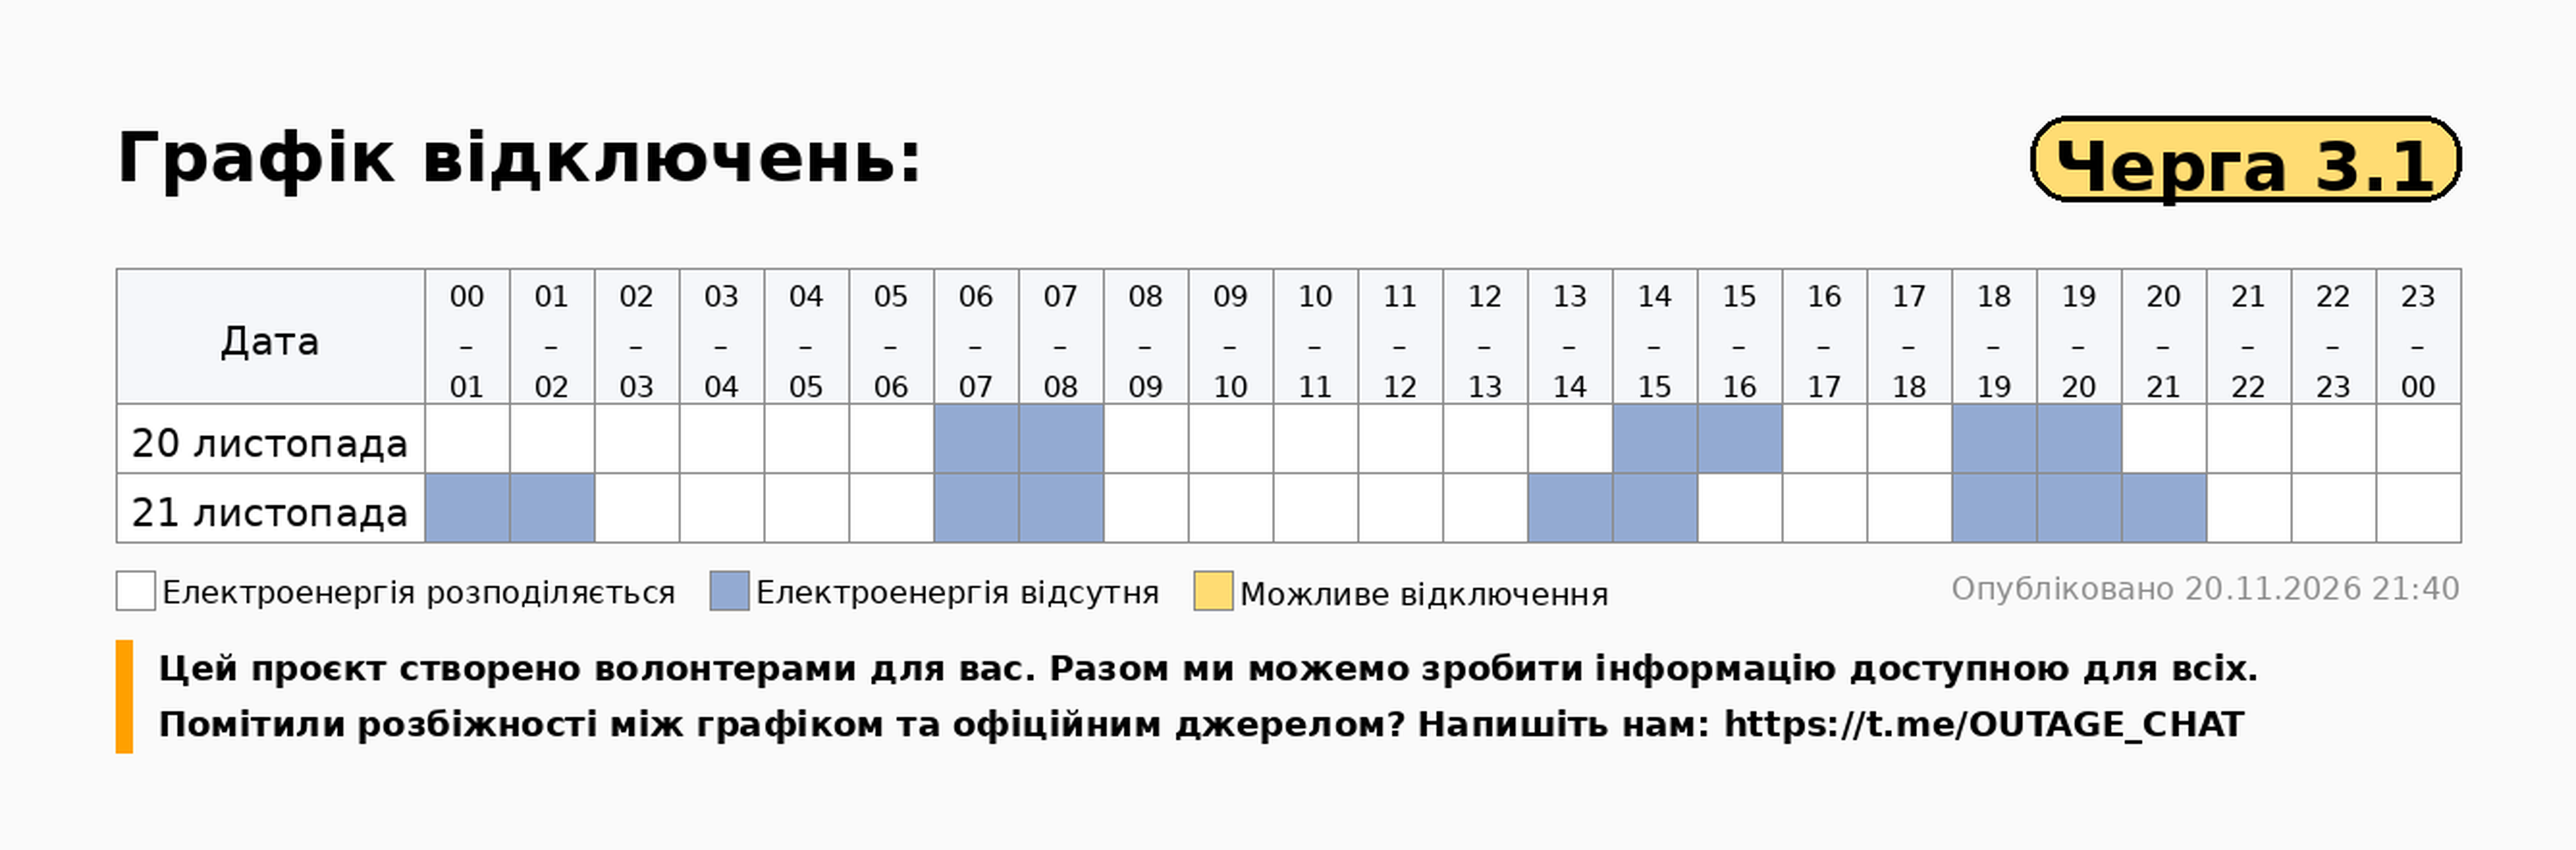 Графік відключень:
Черга 3.1
Дата 00 – 01 01 – 02 02 – 03 03 – 04 04 – 05 05 – 06 06 – 07 07 – 08 08 – 09 09 – 10 10 – 11 11 – 12 12 – 13 13 – 14 14 – 15 15 – 16 16 – 17 17 – 18 18 – 19 19 – 20 20 – 21 21 – 22 22 – 23 23 – 00
20 листопада
21 листопада
Електроенергія розподіляється Електроенергія відсутня Можливе відключення Опубліковано 20.11.2026 21:40
Цей проєкт створено волонтерами для вас. Разом ми можемо зробити інформацію доступною для всіх.
Помітили розбіжності між графіком та офіційним джерелом? Напишіть нам: https://t.me/OUTAGE_CHAT